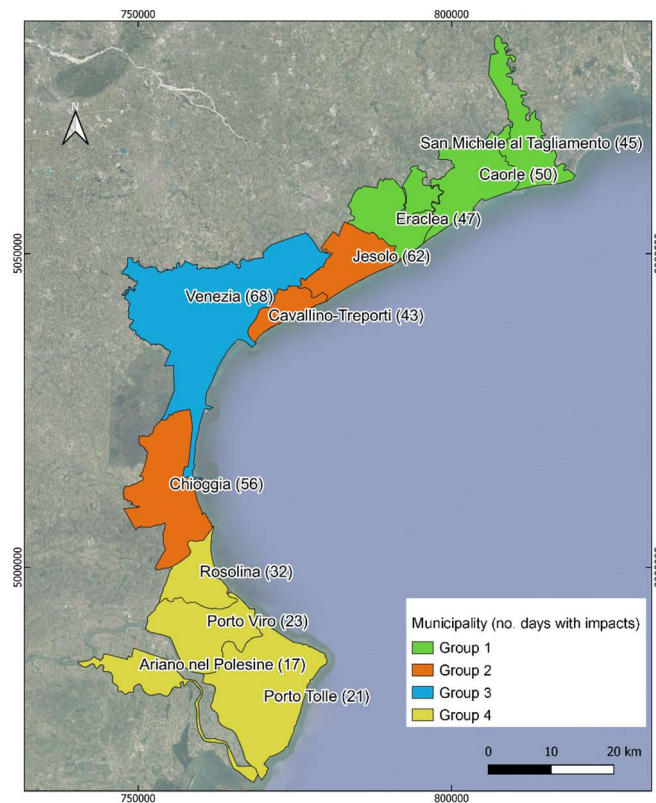 750000
800000
N
San Michele al Tagliamento (45)
Caorle (50)
Eraclea (47)
5050000
Jesolo (62)
Venezia (68)
Cavallino-Treporti (43)
Chioggia (56)
5000000
Rosolina (32)
Porto Viro (23)
Ariano nel Polesine (17)
Porto Tolle (21)
Municipality (no. days with impacts)
Group 1
Group 2
Group 3
Group 4
0 10 20 km
750000
800000